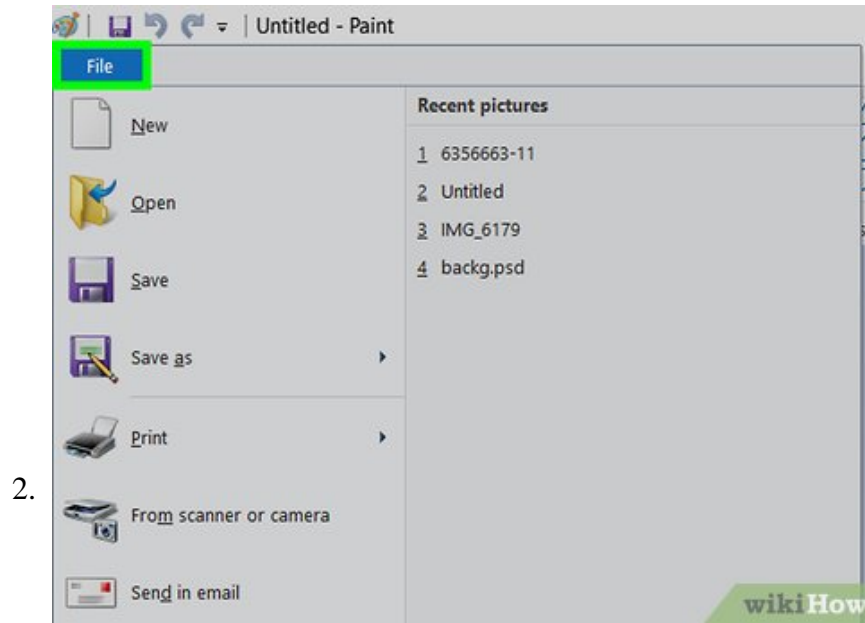 Untitled - Paint
File
New
Open
Save
Save as
Print
From scanner or camera
Send in email
Recent pictures
1 6356663-11
2 Untitled
3 IMG_6179
4 backg.psd
2.
wikiHow